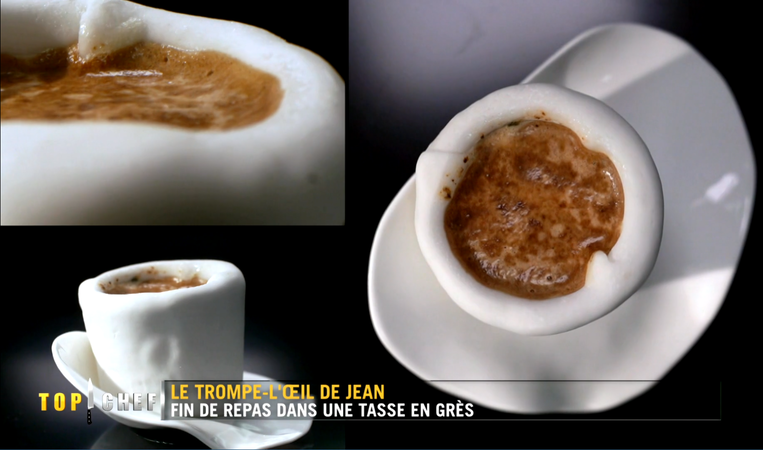 TOP CHEF
LE TROMPE-L'ŒIL DE JEAN
FIN DE REPAS DANS UNE TASSE EN GRÈS